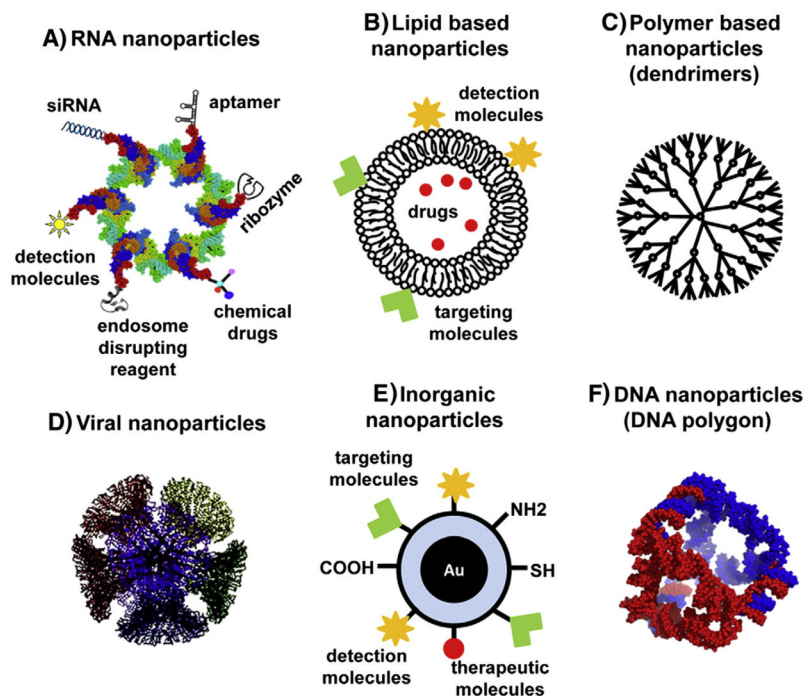 A) RNA nanoparticles
siRNA
aptamer
ribozyme
detection
molecules
endosome
disrupting
reagent
chemical
drugs
B) Lipid based
nanoparticles
detection
molecules
drugs
targeting
molecules
C) Polymer based
nanoparticles
(dendrimers)
D) Viral nanoparticles
E) Inorganic
nanoparticles
targeting
molecules
NH2
COOH
Au
SH
detection
molecules
therapeutic
molecules
F) DNA nanoparticles
(DNA polygon)